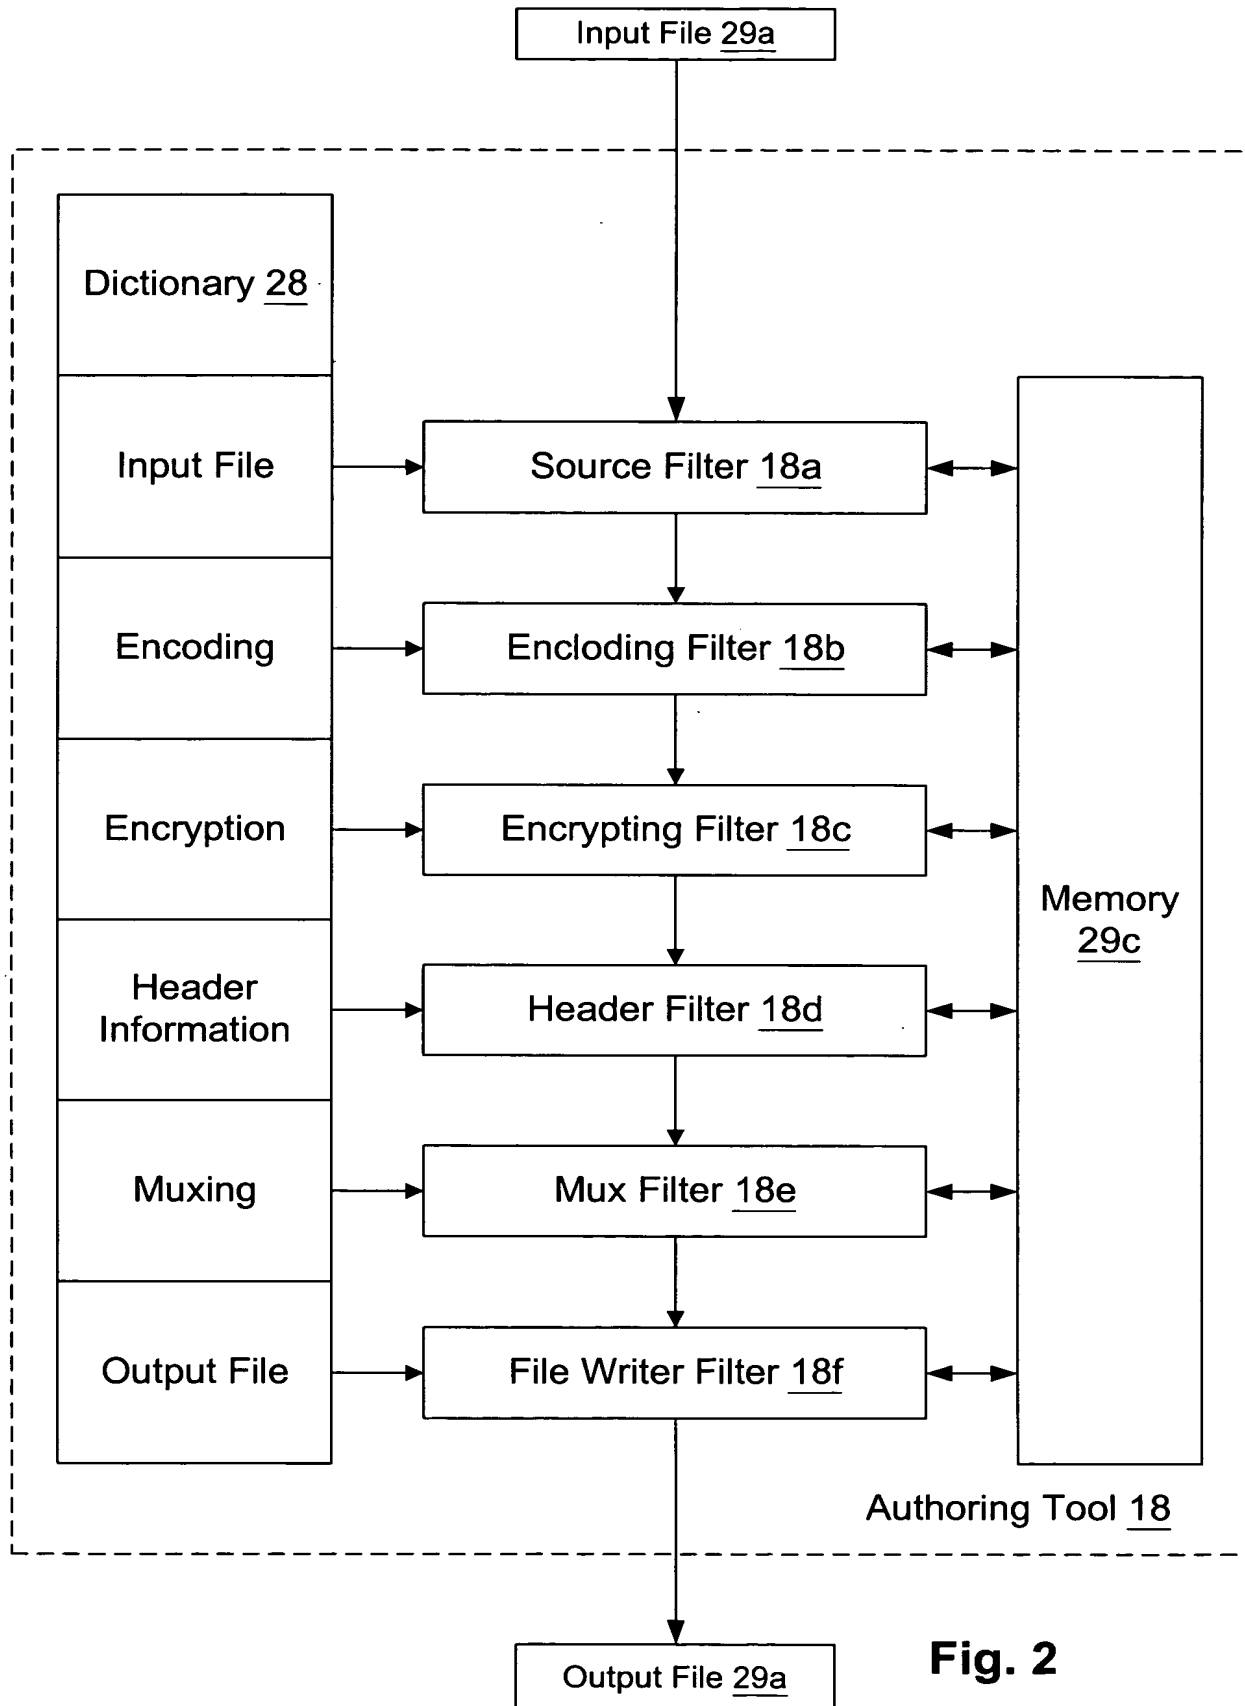 Input File 29a
Dictionary 28
Input File
Source Filter 18a
Encoding
Encloding Filter 18b
Encryption
Encrypting Filter 18c
Memory
29c
Header
Information
Header Filter 18d
Muxing
Mux Filter 18e
Output File
File Writer Filter 18f
Authoring Tool 18
Output File 29a
Fig. 2